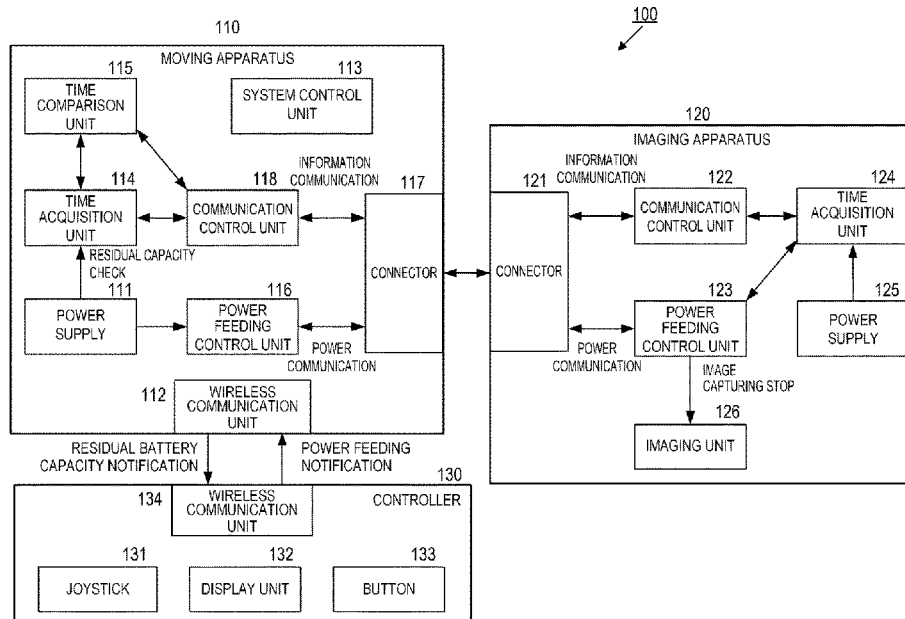 100
110
MOVING APPARATUS
115
TIME
COMPARISON
UNIT
113
SYSTEM CONTROL
UNIT
114
TIME
ACQUISITION
UNIT
118
COMMUNICATION
CONTROL UNIT
INFORMATION
COMMUNICATION
117
CONNECTOR
RESIDUAL CAPACITY
CHECK
111
POWER
SUPPLY
116
POWER
FEEDING
CONTROL UNIT
POWER
COMMUNICATION
112
WIRELESS
COMMUNICATION
UNIT
120
IMAGING APPARATUS
121
CONNECTOR
INFORMATION
COMMUNICATION
122
COMMUNICATION
CONTROL UNIT
124
TIME
ACQUISITION
UNIT
123
POWER
FEEDING
CONTROL UNIT
125
POWER
SUPPLY
POWER
COMMUNICATION
IMAGE
CAPTURING STOP
126
IMAGING UNIT
RESIDUAL BATTERY
CAPACITY NOTIFICATION
POWER FEEDING
NOTIFICATION
130
CONTROLLER
134
WIRELESS
COMMUNICATION
UNIT
131
JOYSTICK
132
DISPLAY UNIT
133
BUTTON